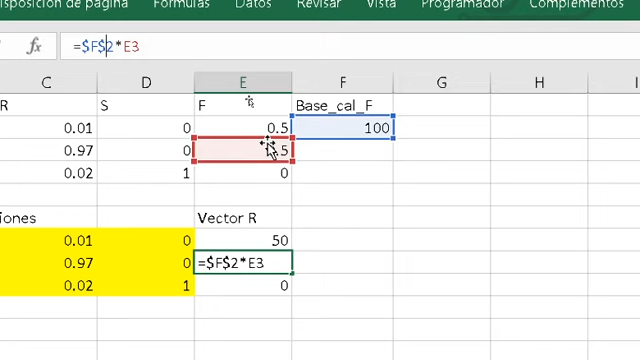 isposición de página Fórmulas Datos Revisar Vista Programador Complementos
fx =$F$2*E3
C D E F G H I
R S F Base_cal_F
0.01 0 0.5 100
0.97 0 .5
0.02 1 0
iones Vector R
0.01 0 50
0.97 0 =$F$2*E3
0.02 1 0